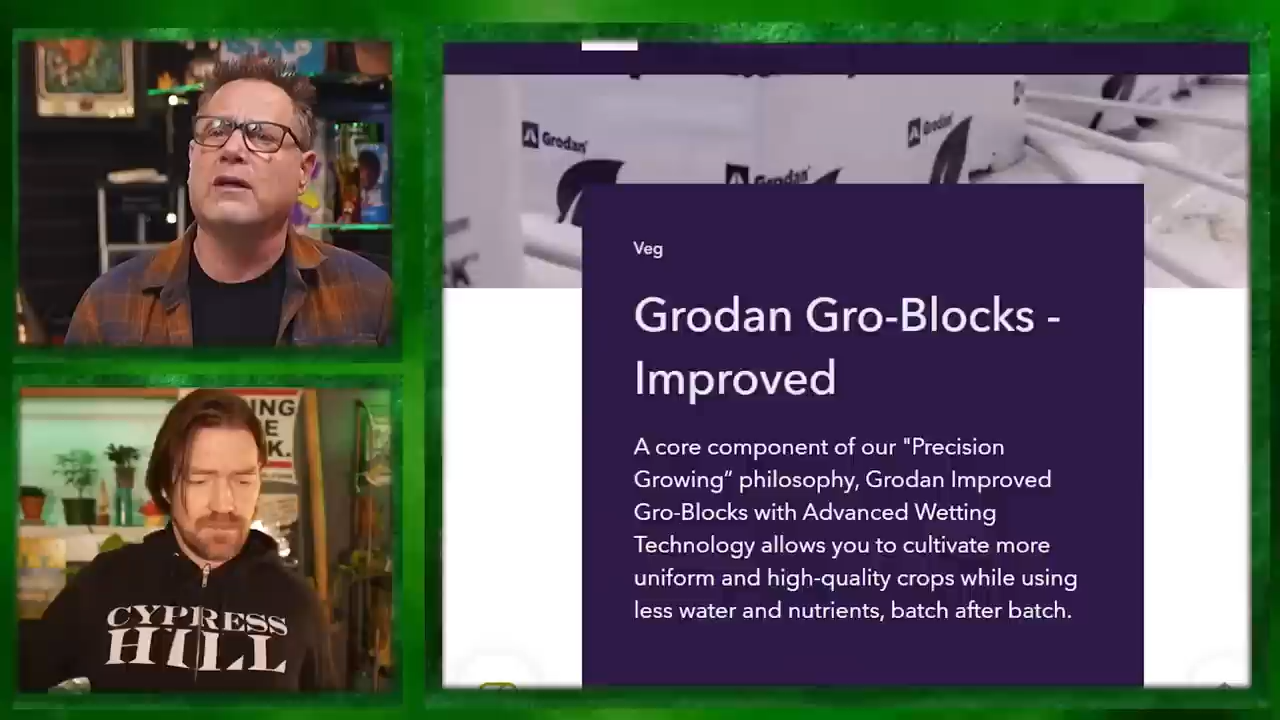 Grodan
Grodan
Grodan
Veg
Grodan Gro-Blocks -
Improved
A core component of our "Precision
Growing“ philosophy, Grodan Improved
Gro-Blocks with Advanced Wetting
Technology allows you to cultivate more
uniform and high-quality crops while using
less water and nutrients, batch after batch.
CYPRESS
HILL